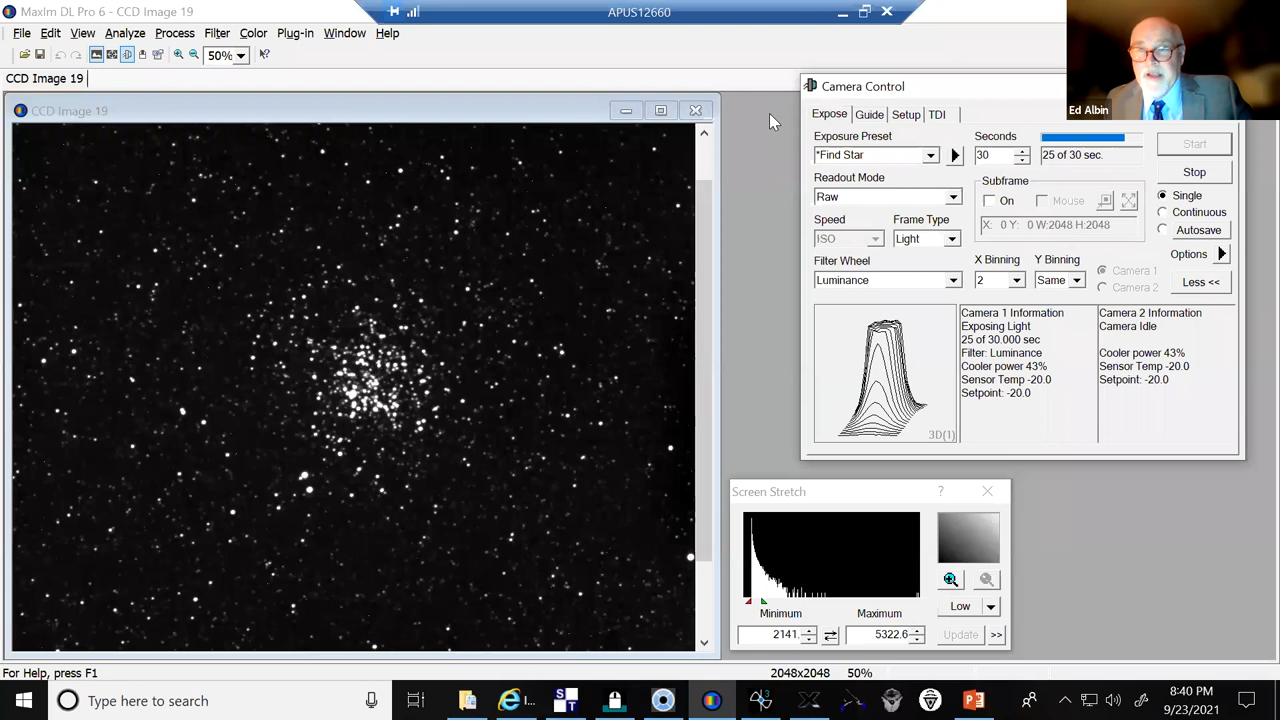 MaxIm DL Pro 6 - CCD Image 19
APUS12660
File Edit View Analyze Process Filter Color Plug-in Window Help
50%
CCD Image 19
CCD Image 19
Camera Control
Ed Albin
Expose Guide Setup TDI
Exposure Preset
Seconds
Start
*Find Star
30
25 of 30 sec.
Stop
Readout Mode
Subframe
Raw
On
Mouse
Single
Continuous
Autosave
X: 0 Y: 0 W:2048 H:2048
Speed
Frame Type
ISO
Light
Options
Filter Wheel
X Binning
Y Binning
Camera 1
Camera 2
Luminance
2
Same
Less <<
3D(1)
Camera 1 Information
Exposing Light
25 of 30.000 sec
Filter: Luminance
Cooler power 43%
Sensor Temp -20.0
Setpoint: -20.0
Camera 2 Information
Camera Idle
Cooler power 43%
Sensor Temp -20.0
Setpoint: -20.0
Screen Stretch
?
Low
Minimum
Maximum
2141.
5322.6
Update
>>
For Help, press F1
2048x2048
50%
Type here to search
8:40 PM
9/23/2021